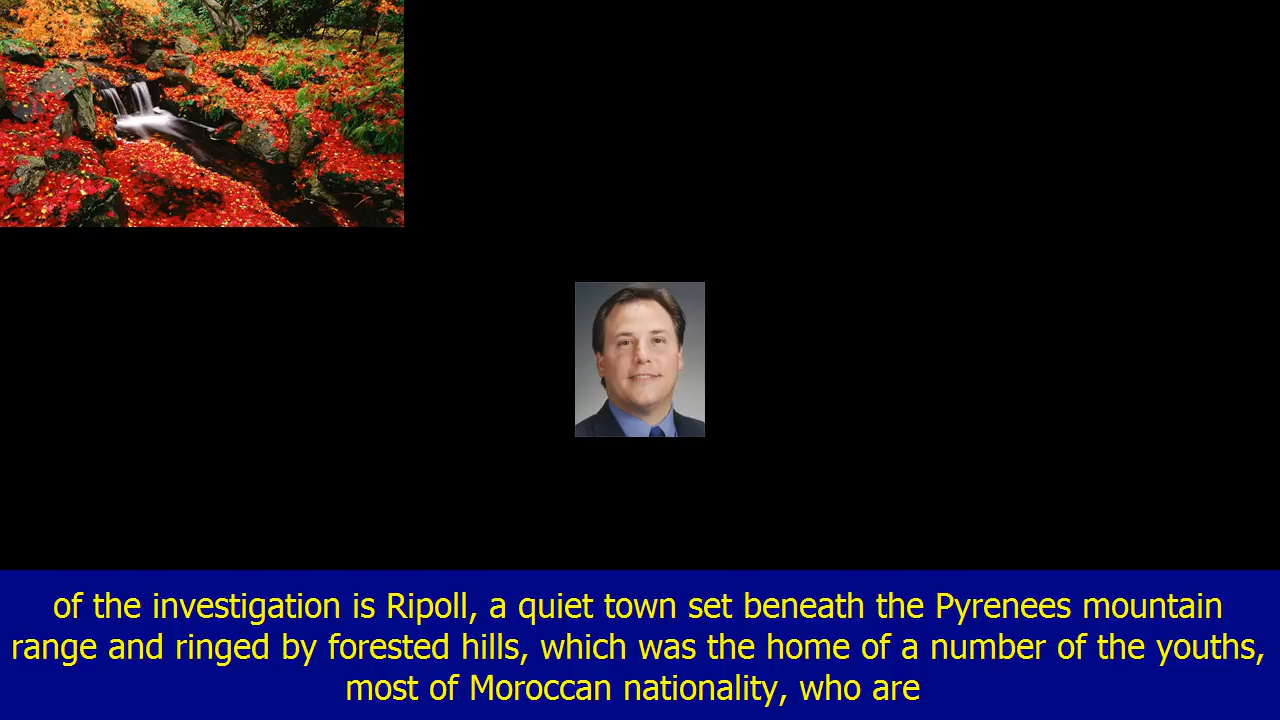 of the investigation is Ripoll, a quiet town set beneath the Pyrenees mountain
range and ringed by forested hills, which was the home of a number of the youths,
most of Moroccan nationality, who are